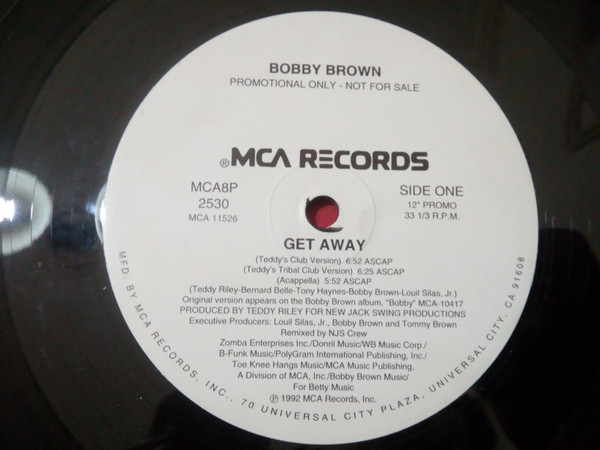 BOBBY BROWN
PROMOTIONAL ONLY - NOT FOR SALE
®MCA RECORDS
MCA8P
2530
MCA 11526
SIDE ONE
12" PROMO
33 1/3 R.P.M.
GET AWAY
(Teddy's Club Version) 6:52 ASCAP
(Teddy's Tribal Club Version) 6:25 ASCAP
(Acappella) 5:52 ASCAP
(Teddy Riley-Bernard Belle-Tony Haynes-Bobby Brown-Louil Silas, Jr.)
Original version appears on the Bobby Brown album, "Bobby" MCA-10417
PRODUCED BY TEDDY RILEY FOR NEW JACK SWING PRODUCTIONS
Executive Producers: Louil Silas, Jr., Bobby Brown and Tommy Brown
Remixed by NJS Crew
Zomba Enterprises Inc./Donril Music/WB Music Corp./
B-Funk Music/PolyGram International Publishing, Inc./
Toe Knee Hangs Music/MCA Music Publishing,
A Division of MCA, Inc./Bobby Brown Music/
For Betty Music
℗ 1992 MCA Records, Inc.
MFD. BY MCA RECORDS, INC., 70 UNIVERSAL CITY PLAZA, UNIVERSAL CITY, CA 91608